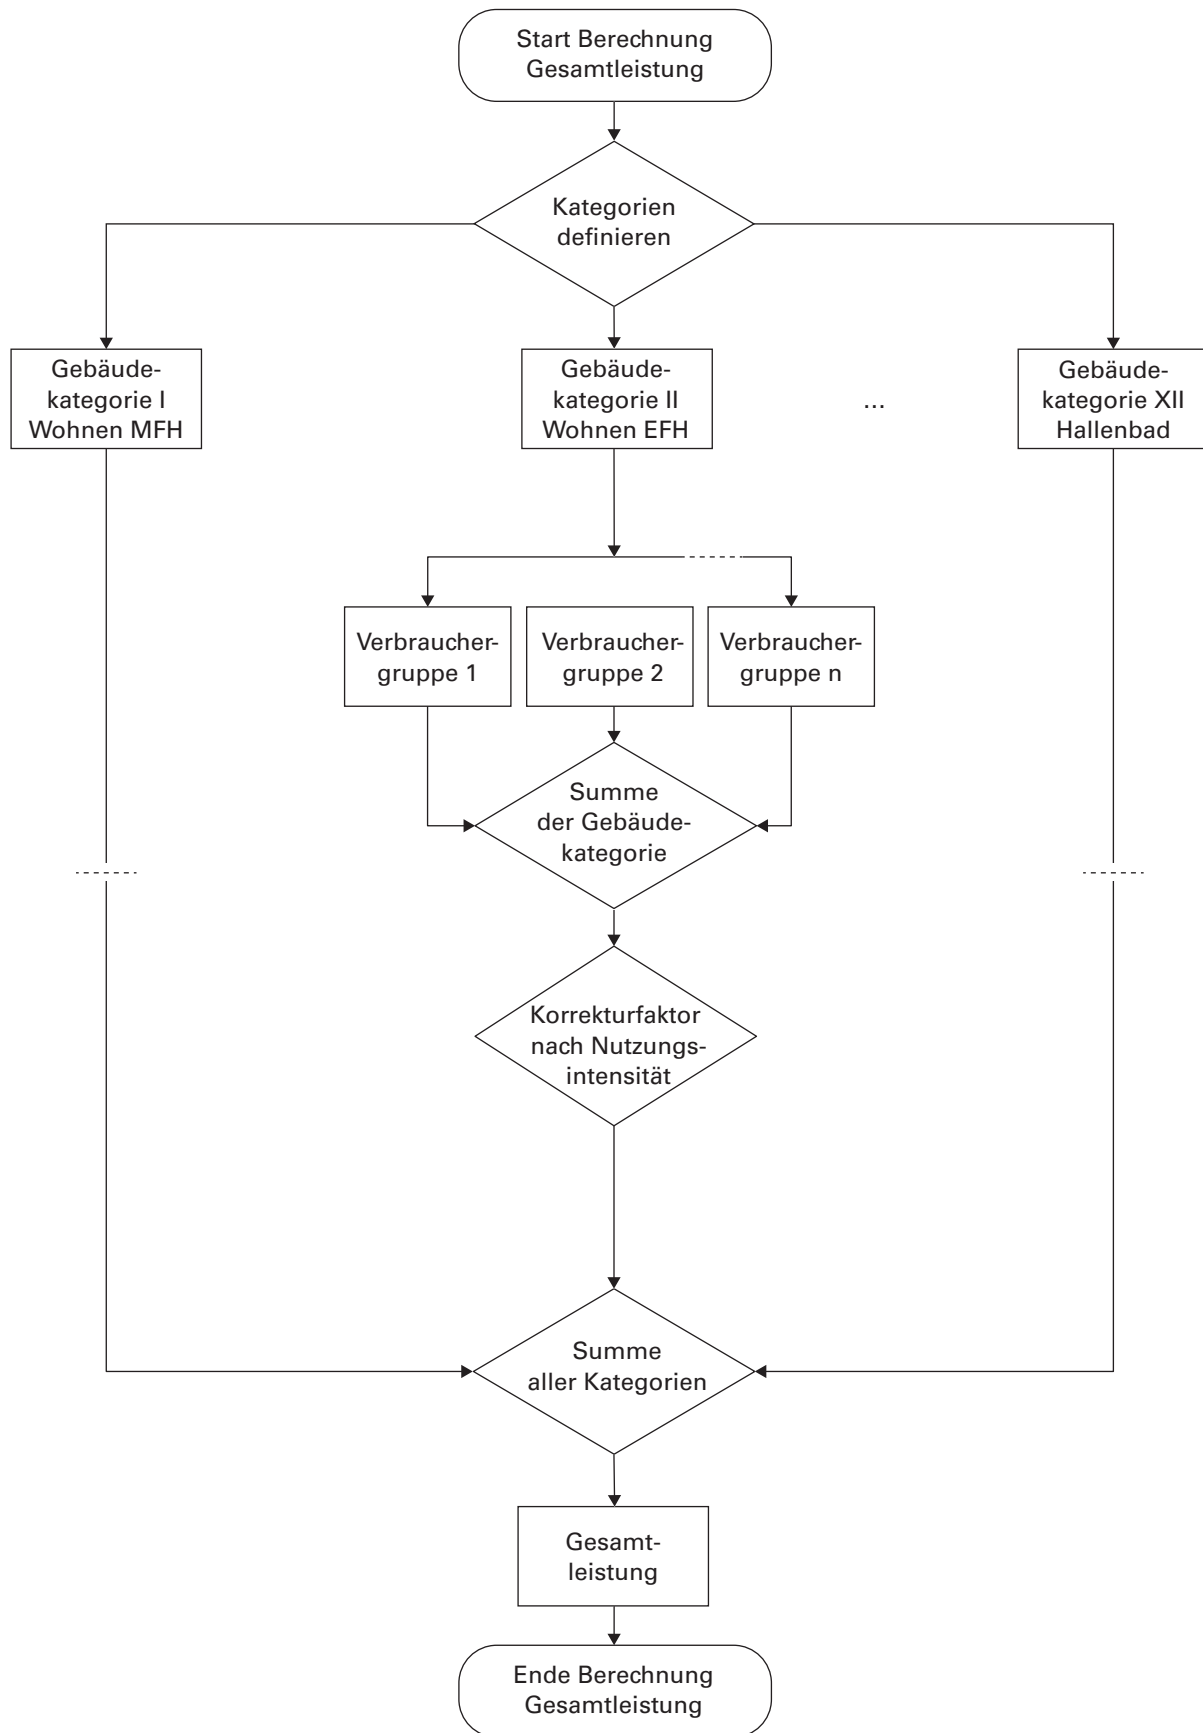 Start Berechnung
Gesamtleistung
Kategorien
definieren
Gebäude-
kategorie I
Wohnen MFH
Gebäude-
kategorie II
Wohnen EFH
...
Gebäude-
kategorie XII
Hallenbad
Verbraucher-
gruppe 1
Verbraucher-
gruppe 2
Verbraucher-
gruppe n
Summe
der Gebäude-
kategorie
Korrekturfaktor
nach Nutzungs-
intensität
Summe
aller Kategorien
Gesamt-
leistung
Ende Berechnung
Gesamtleistung